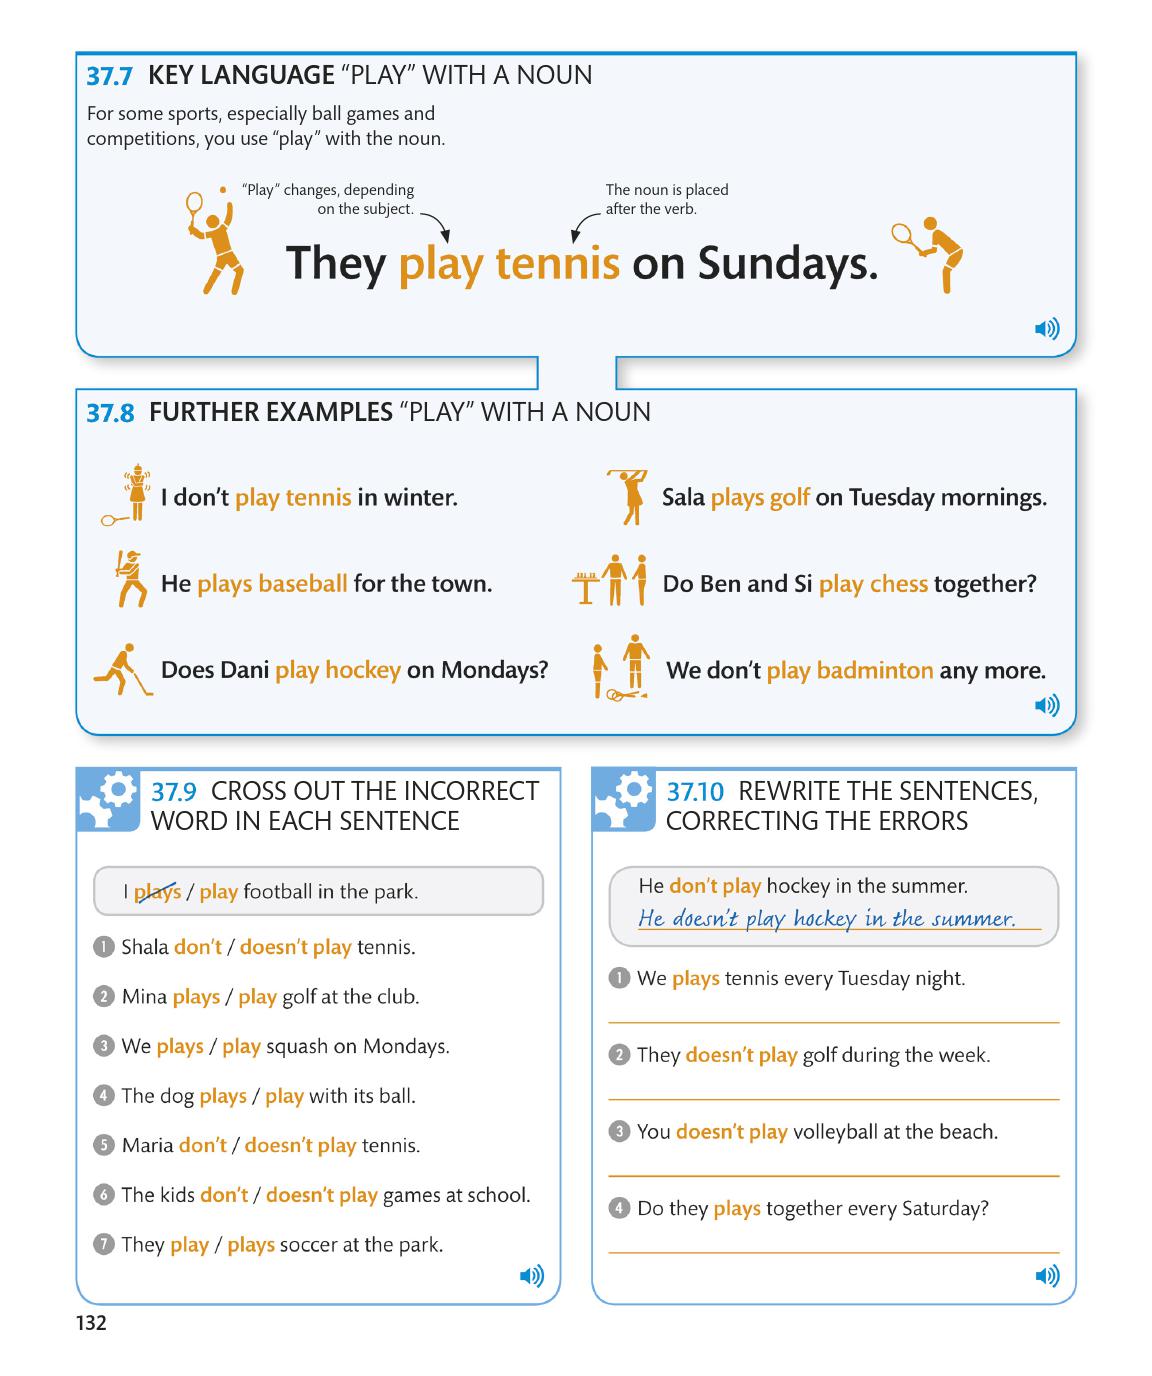 37.7 KEY LANGUAGE “PLAY” WITH A NOUN
For some sports, especially ball games and
competitions, you use “play” with the noun.
“Play” changes, depending
on the subject.
The noun is placed
after the verb.
They play tennis on Sundays.
37.8 FURTHER EXAMPLES “PLAY” WITH A NOUN
I don’t play tennis in winter.
Sala plays golf on Tuesday mornings.
He plays baseball for the town.
Do Ben and Si play chess together?
Does Dani play hockey on Mondays?
We don’t play badminton any more.
37.9 CROSS OUT THE INCORRECT
WORD IN EACH SENTENCE
I plays / play football in the park.
1 Shala don’t / doesn’t play tennis.
2 Mina plays / play golf at the club.
3 We plays / play squash on Mondays.
4 The dog plays / play with its ball.
5 Maria don’t / doesn’t play tennis.
6 The kids don’t / doesn’t play games at school.
7 They play / plays soccer at the park.
37.10 REWRITE THE SENTENCES,
CORRECTING THE ERRORS
He don’t play hockey in the summer.
He doesn’t play hockey in the summer.
1 We plays tennis every Tuesday night.
2 They doesn’t play golf during the week.
3 You doesn’t play volleyball at the beach.
4 Do they plays together every Saturday?
132